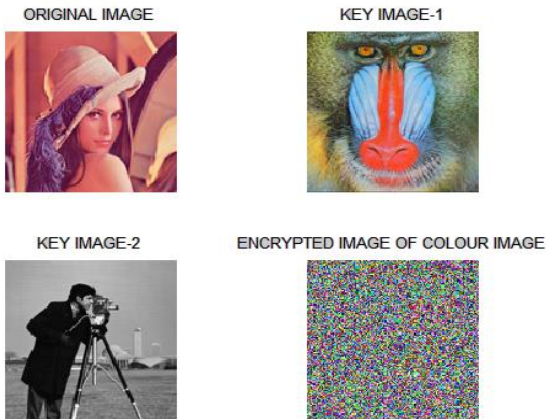 ORIGINAL IMAGE
KEY IMAGE-1
KEY IMAGE-2
ENCRYPTED IMAGE OF COLOUR IMAGE